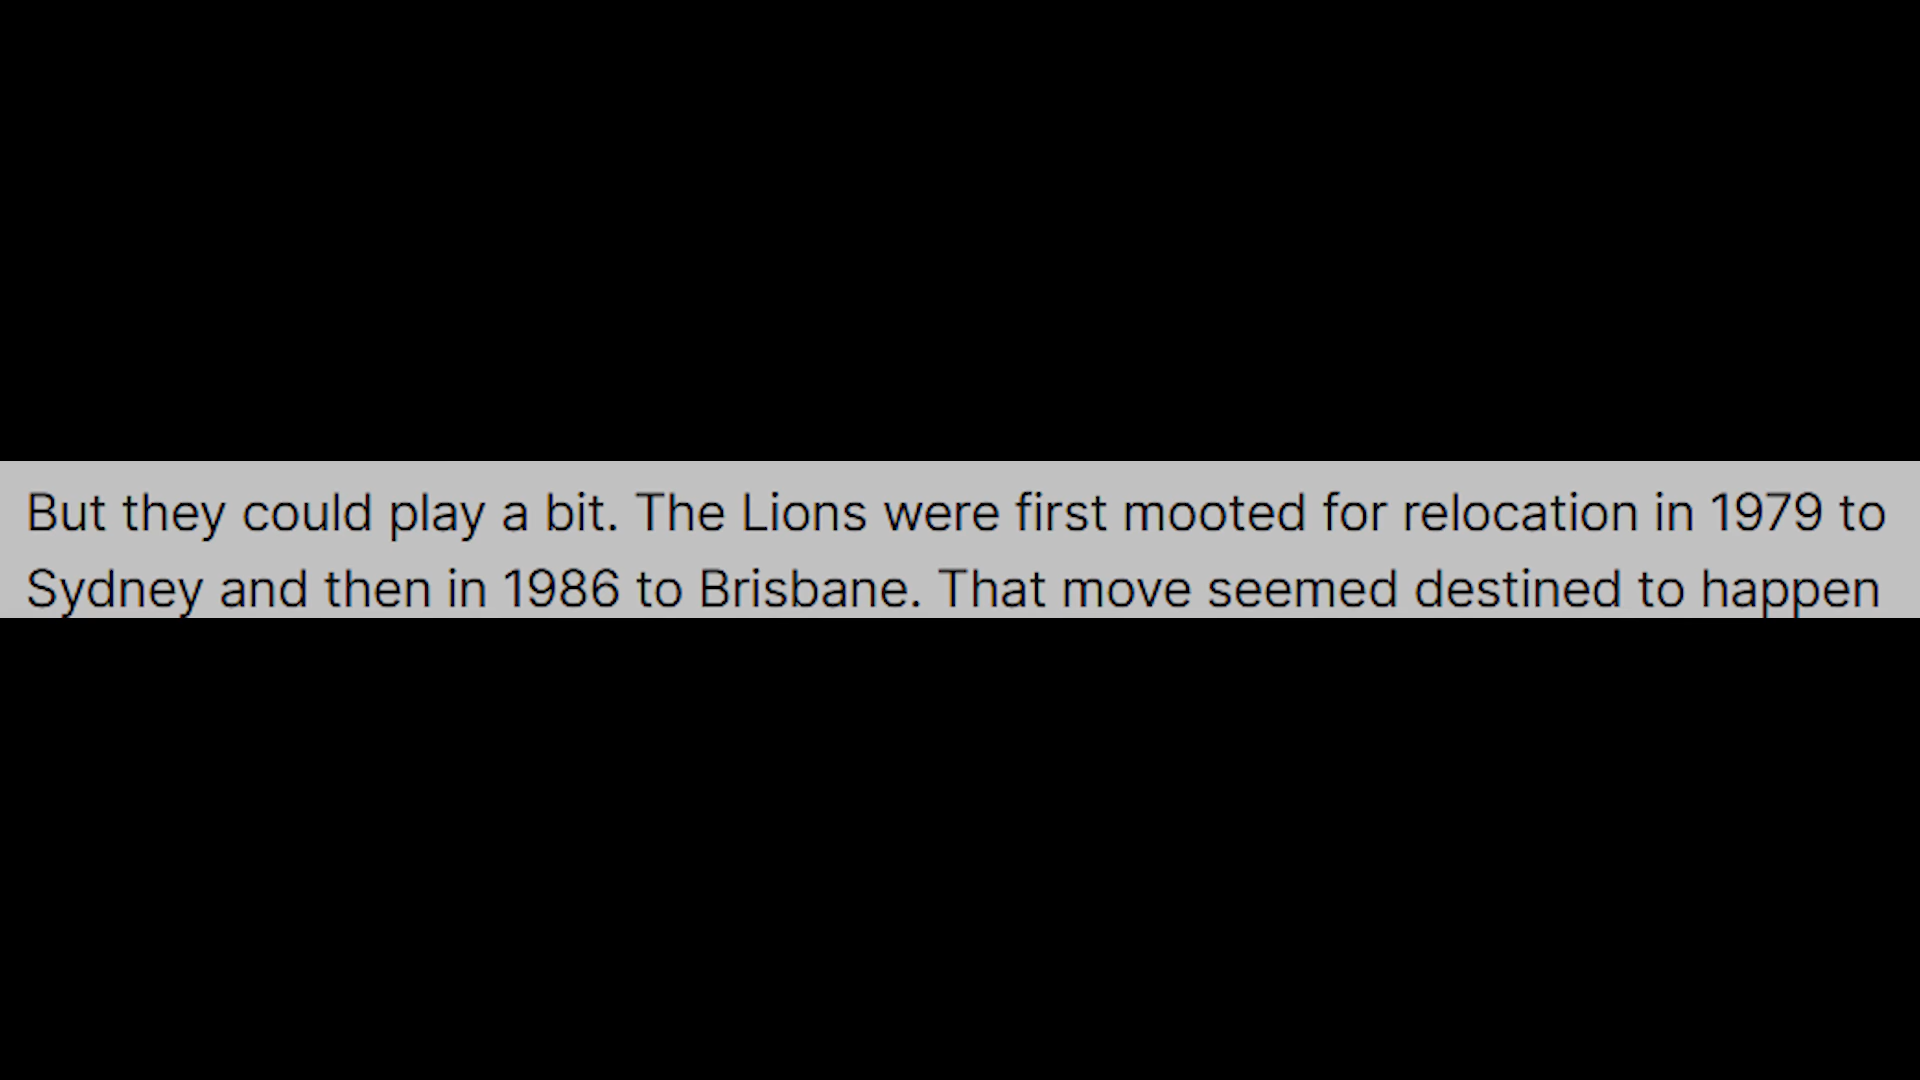 But they could play a bit. The Lions were first mooted for relocation in 1979 to
Sydney and then in 1986 to Brisbane. That move seemed destined to happen